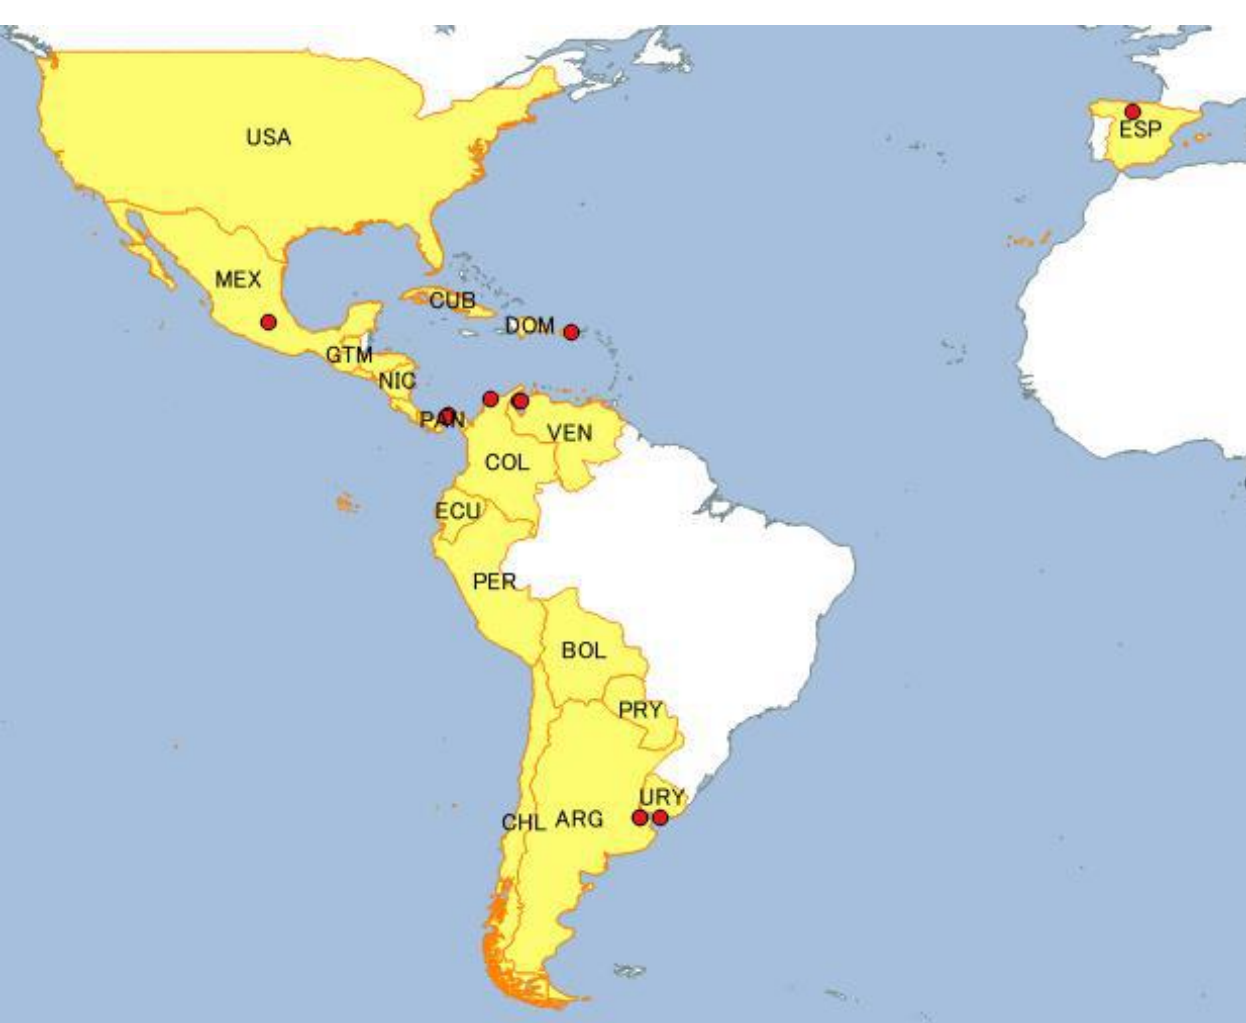 USA
ESP
MEX
CUB
DOM
GTM
NIC
PAN
VEN
COL
ECU
PER
BOL
PRY
URY
CHL
ARG